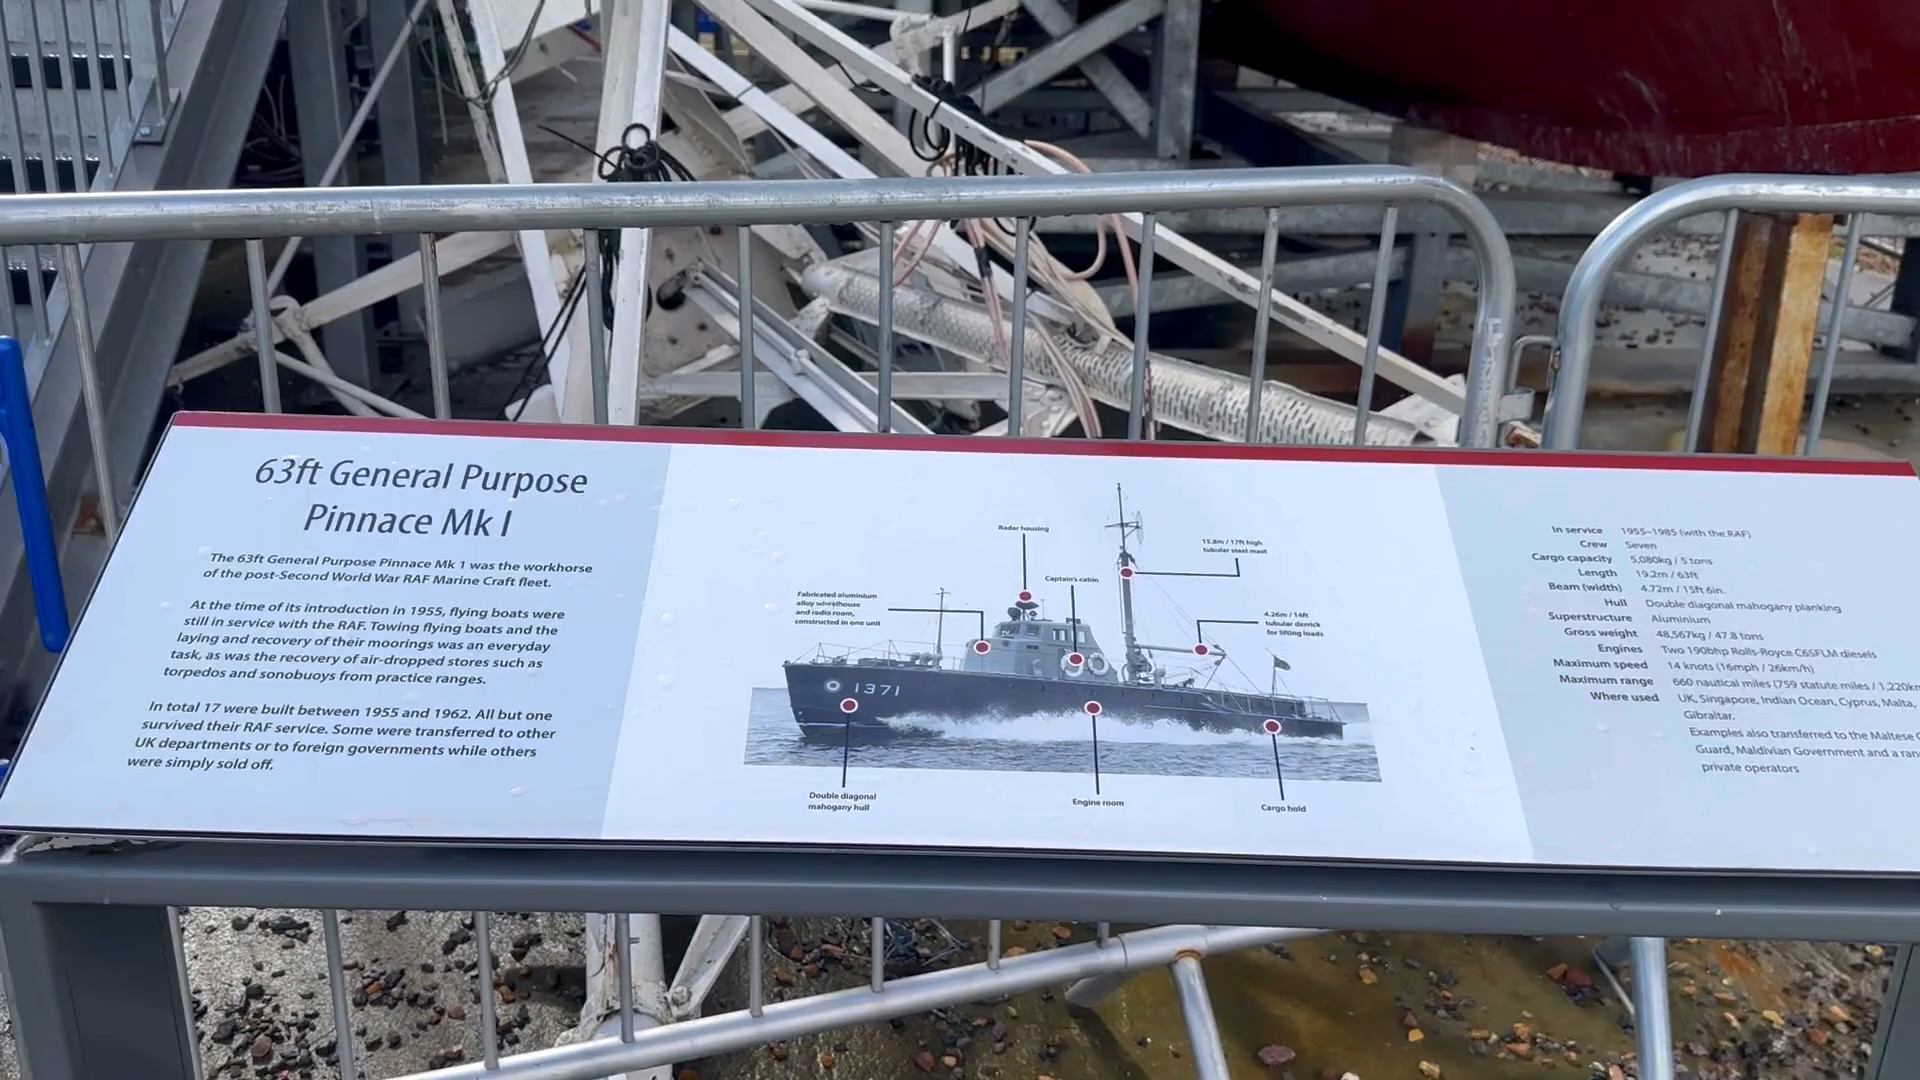 63ft General Purpose
Pinnace Mk I
The 63ft General Purpose Pinnace Mk 1 was the workhorse
of the post-Second World War RAF Marine Craft fleet.
At the time of its introduction in 1955, flying boats were
still in service with the RAF. Towing flying boats and the
laying and recovery of their moorings was an everyday
task, as was the recovery of air-dropped stores such as
torpedos and sonobuoys from practice ranges.
In total 17 were built between 1955 and 1962. All but one
survived their RAF service. Some were transferred to other
UK departments or to foreign governments while others
were simply sold off.
Radar housing
15.8m / 17ft high
tubular steel mast
Captain's cabin
Fabricated aluminium
alloy wheelhouse
and radio room,
constructed in one unit
4.26m / 14ft
tubular derrick
for lifting loads
1371
Double diagonal
mahogany hull
Engine room
Cargo hold
In service 1955–1985 (with the RAF)
Crew Seven
Cargo capacity 5,080kg / 5 tons
Length 19.2m / 63ft
Beam (width) 4.72m / 15ft 6in.
Hull Double diagonal mahogany planking
Superstructure Aluminium
Gross weight 48,567kg / 47.8 tons
Engines Two 190bhp Rolls-Royce C6SFLM diesels
Maximum speed 14 knots (16mph / 26km/h)
Maximum range 660 nautical miles (759 statute miles / 1,220km
Where used UK, Singapore, Indian Ocean, Cyprus, Malta,
Gibraltar.
Examples also transferred to the Maltese
Guard, Maldivian Government and a
private operators